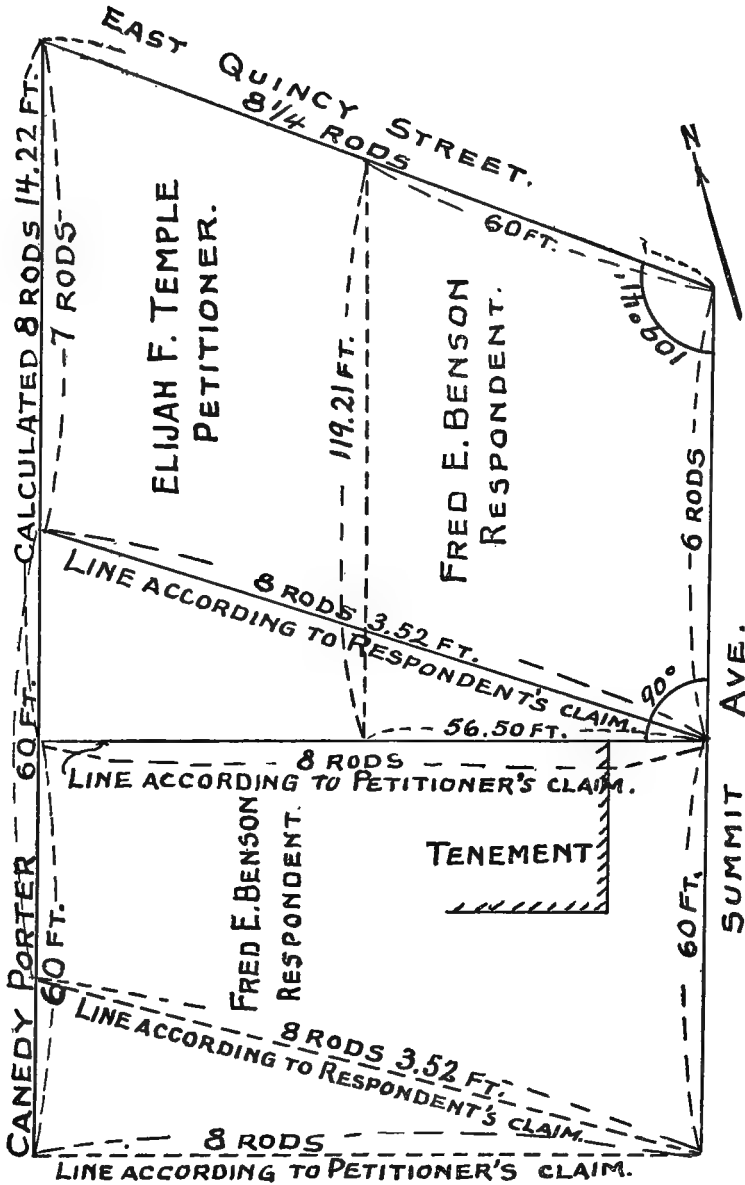 EAST QUINCY STREET.
8 1/4 RODS
N
60 FT.
109°41'
CALCULATED 8 RODS 14.22 FT.
7 RODS
ELIJAH F. TEMPLE
PETITIONER.
119.21 FT.
FRED E. BENSON
RESPONDENT.
6 RODS
8 RODS 3.52 FT.
LINE ACCORDING TO RESPONDENT'S CLAIM.
90°
56.50 FT.
8 RODS
LINE ACCORDING TO PETITIONER'S CLAIM.
SUMMIT AVE.
CANEDY PORTER
60 FT.
60 FT.
FRED E. BENSON
RESPONDENT.
TENEMENT
60 FT.
8 RODS 3.52 FT.
LINE ACCORDING TO RESPONDENT'S CLAIM.
8 RODS
LINE ACCORDING TO PETITIONER'S CLAIM.